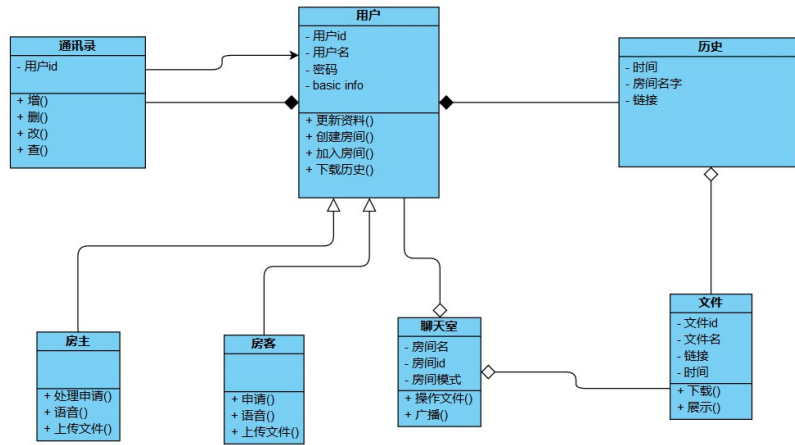 通讯录
- 用户id
+ 增()
+ 删()
+ 改()
+ 查()
用户
- 用户id
- 用户名
- 密码
- basic info
+ 更新资料()
+ 创建房间()
+ 加入房间()
+ 下载历史()
历史
- 时间
- 房间名字
- 链接
房主
+ 处理申请()
+ 语音()
+ 上传文件()
房客
+ 申请()
+ 语音()
+ 上传文件()
聊天室
- 房间名
- 房间id
- 房间模式
+ 操作文件()
+ 广播()
文件
- 文件id
- 文件名
- 链接
- 时间
+ 下载()
+ 展示()